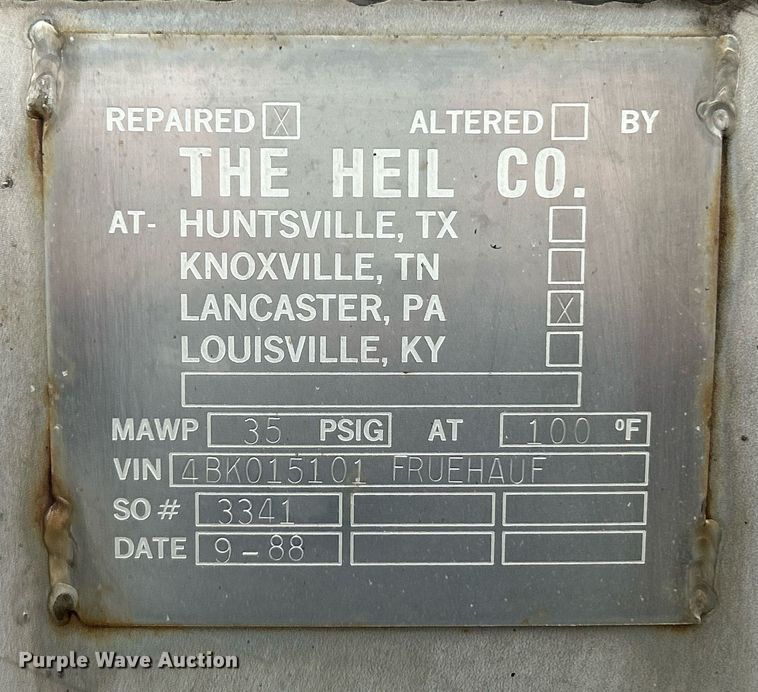 REPAIRED X ALTERED BY
THE HEIL CO.
AT- HUNTSVILLE, TX
KNOXVILLE, TN
LANCASTER, PA X
LOUISVILLE, KY
MAWP 35 PSIG AT 100 ºF
VIN 4BK015101 FRUEHAUF
SO # 3341
DATE 9-88
Purple Wave Auction